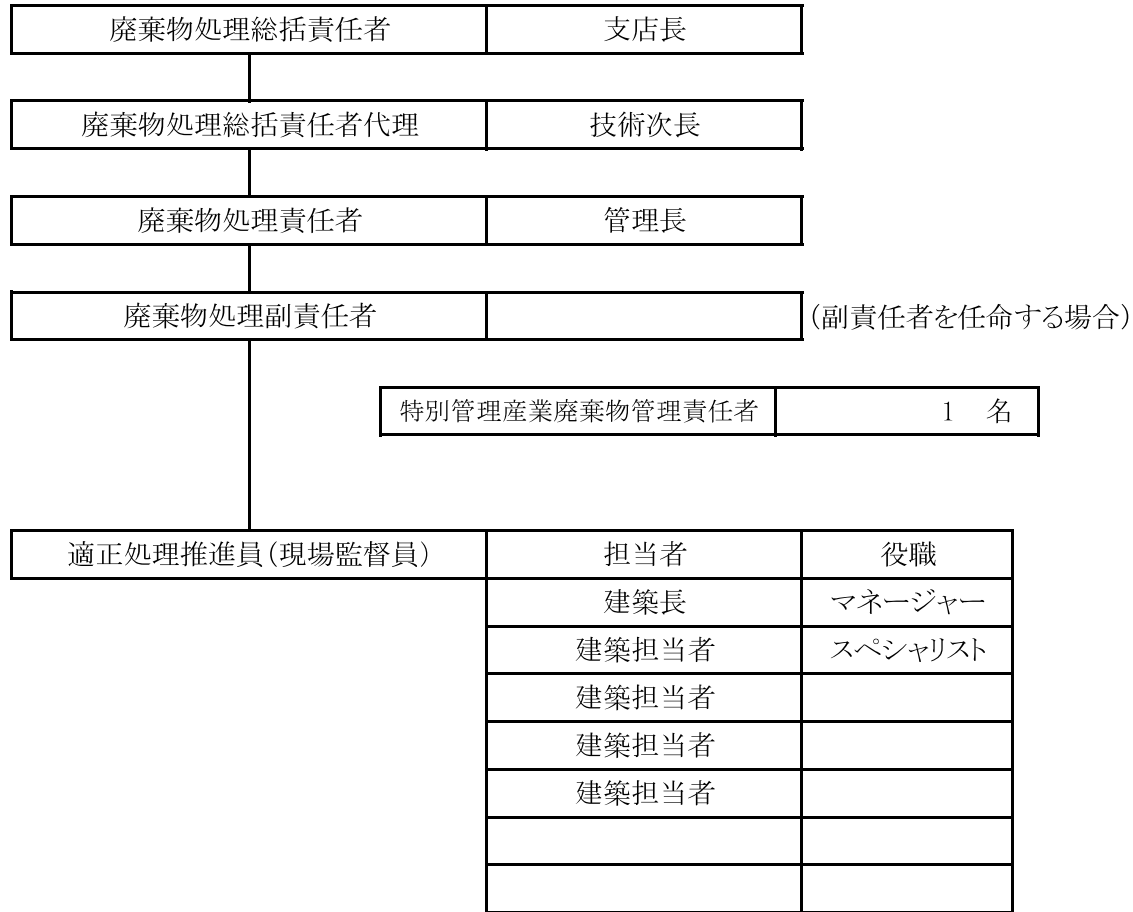 廃棄物処理総括責任者 支店長
廃棄物処理総括責任者代理 技術次長
廃棄物処理責任者 管理長
廃棄物処理副責任者 (副責任者を任命する場合)
特別管理産業廃棄物管理責任者 1 名
適正処理推進員(現場監督員) 担当者 役職
建築長 マネージャー
建築担当者 スペシャリスト
建築担当者
建築担当者
建築担当者